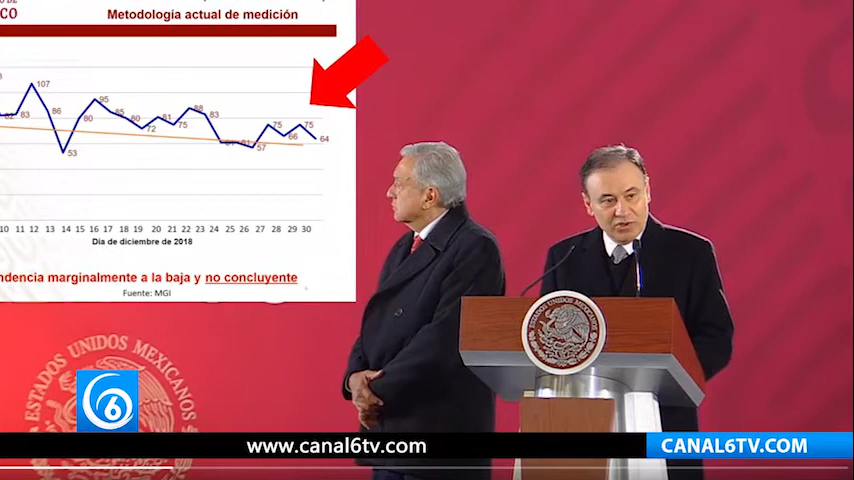 CO
Metodología actual de medición
107
95
88
86
85
83
83
82
81
80
80
75
75
75
72
66
64
57
53
10 11 12 13 14 15 16 17 18 19 20 21 22 23 24 25 26 27 28 29 30
Día de diciembre de 2018
ndencia marginalmente a la baja y no concluyente
Fuente: MGI
ESTADOS UNIDOS MEXICANOS
ESTADOS UNIDOS MEXICANOS
6
www.canal6tv.com
CANAL6TV.COM